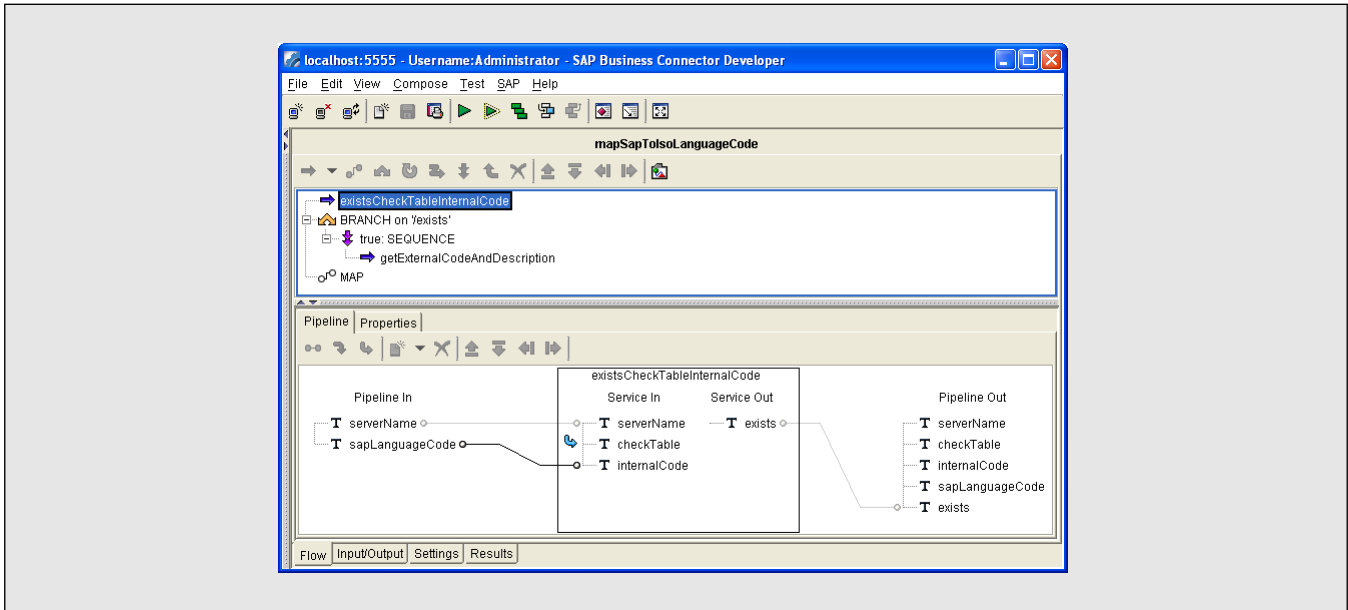 localhost:5555 - Username:Administrator - SAP Business Connector Developer
File Edit View Compose Test SAP Help
mapSapToIsoLanguageCode
existsCheckTableInternalCode
BRANCH on '/exists'
true: SEQUENCE
getExternalCodeAndDescription
MAP
Pipeline Properties
existsCheckTableInternalCode
Pipeline In Service In Service Out Pipeline Out
T serverName T serverName T exists T serverName
T sapLanguageCode T checkTable T checkTable
T internalCode T internalCode
T sapLanguageCode
T exists
Flow Input/Output Settings Results